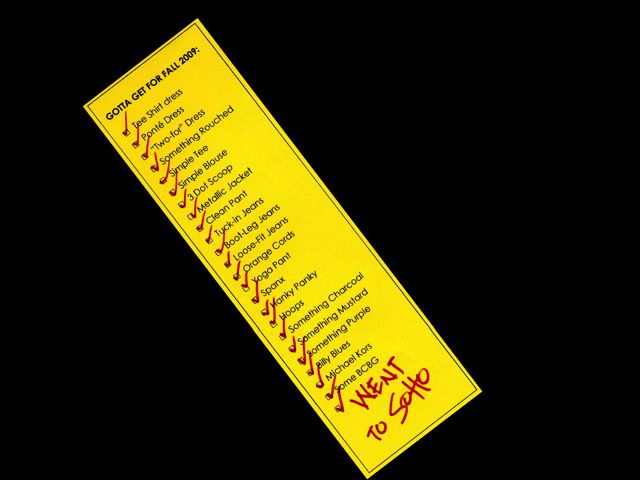 GOTTA GET FOR FALL 2009:
Tee Shirt dress
Ponté Dress
"Two-for" Dress
Something Rouched
Simple Tee
Simple Blouse
3 Dot Scoop
Metallic Jacket
Clean Pant
Tuck-in Jeans
Boot-Leg Jeans
Loose-Fit Jeans
Orange Cords
Yoga Pant
Spanx
Hanky Panky
Hoops
Something Charcoal
Something Mustard
Something Purple
Billy Blues
Michael Kors
Some BCBG
WENT
TO SOHO